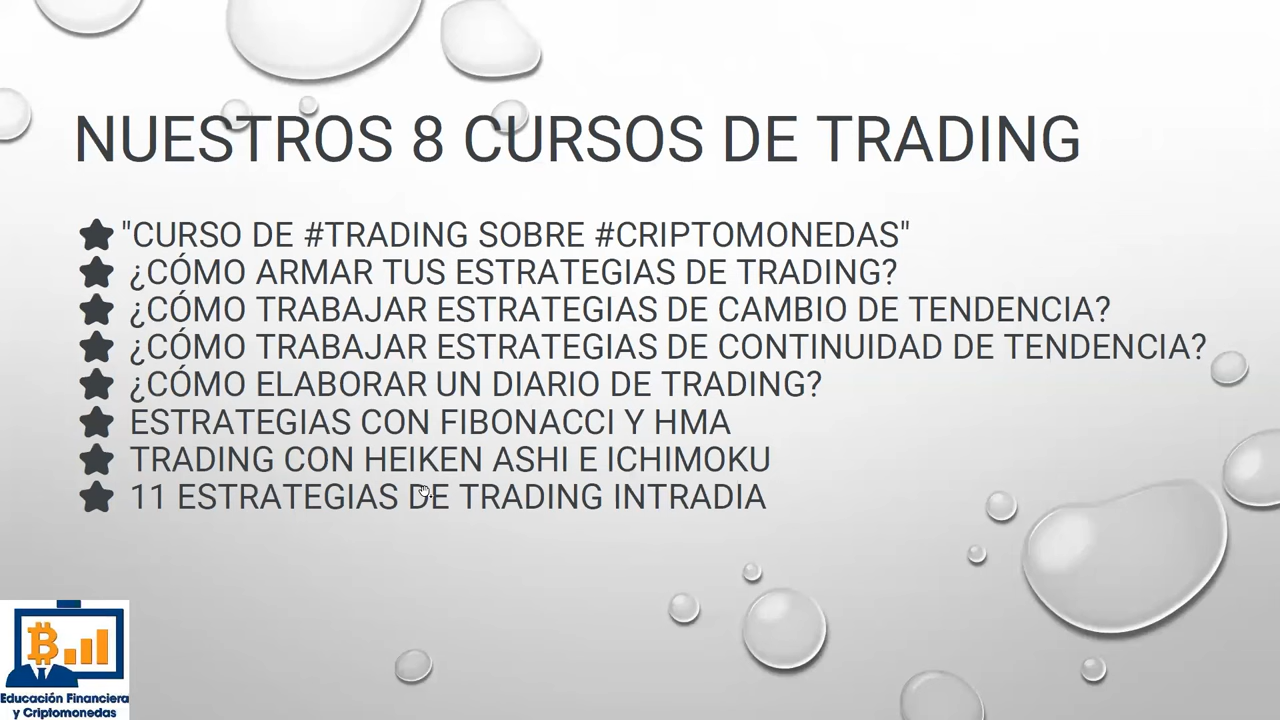 NUESTROS 8 CURSOS DE TRADING
"CURSO DE #TRADING SOBRE #CRIPTOMONEDAS"
¿CÓMO ARMAR TUS ESTRATEGIAS DE TRADING?
¿CÓMO TRABAJAR ESTRATEGIAS DE CAMBIO DE TENDENCIA?
¿CÓMO TRABAJAR ESTRATEGIAS DE CONTINUIDAD DE TENDENCIA?
¿CÓMO ELABORAR UN DIARIO DE TRADING?
ESTRATEGIAS CON FIBONACCI Y HMA
TRADING CON HEIKEN ASHI E ICHIMOKU
11 ESTRATEGIAS DE TRADING INTRADIA
Educación Financiera
y Criptomonedas